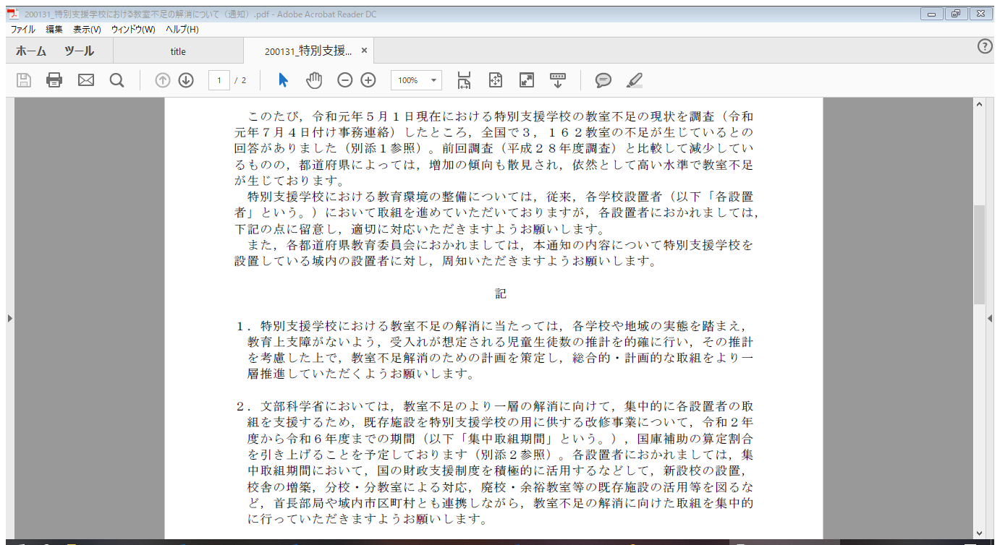 200131_特別支援学校における教室不足の解消について（通知）.pdf - Adobe Acrobat Reader DC
ファイル 編集 表示(V) ウィンドウ(W) ヘルプ(H)
ホーム ツール title 200131_特別支援... ×
1 / 2 100%
このたび，令和元年５月１日現在における特別支援学校の教室不足の現状を調査（令和
元年７月４日付け事務連絡）したところ，全国で３，１６２教室の不足が生じているとの
回答がありました（別添１参照）。前回調査（平成２８年度調査）と比較して減少してい
るものの，都道府県によっては，増加の傾向も散見され，依然として高い水準で教室不足
が生じております。
特別支援学校における教育環境の整備については，従来，各学校設置者（以下「各設置
者」という。）において取組を進めていただいておりますが，各設置者におかれましては，
下記の点に留意し，適切に対応いただきますようお願いします。
また，各都道府県教育委員会におかれましては，本通知の内容について特別支援学校を
設置している域内の設置者に対し，周知いただきますようお願いします。
記
１．特別支援学校における教室不足の解消に当たっては，各学校や地域の実態を踏まえ，
教育上支障がないよう，受入れが想定される児童生徒数の推計を的確に行い，その推計
を考慮した上で，教室不足解消のための計画を策定し，総合的・計画的な取組をより一
層推進していただくようお願いします。
２．文部科学省においては，教室不足のより一層の解消に向けて，集中的に各設置者の取
組を支援するため，既存施設を特別支援学校の用に供する改修事業について，令和２年
度から令和６年度までの期間（以下「集中取組期間」という。），国庫補助の算定割合
を引き上げることを予定しております（別添２参照）。各設置者におかれましては，集
中取組期間において，国の財政支援制度を積極的に活用するなどして，新設校の設置，
校舎の増築，分校・分教室による対応，廃校・余裕教室等の既存施設の活用等を図るな
ど，首長部局や域内市区町村とも連携しながら，教室不足の解消に向けた取組を集中的
に行っていただきますようお願いします。